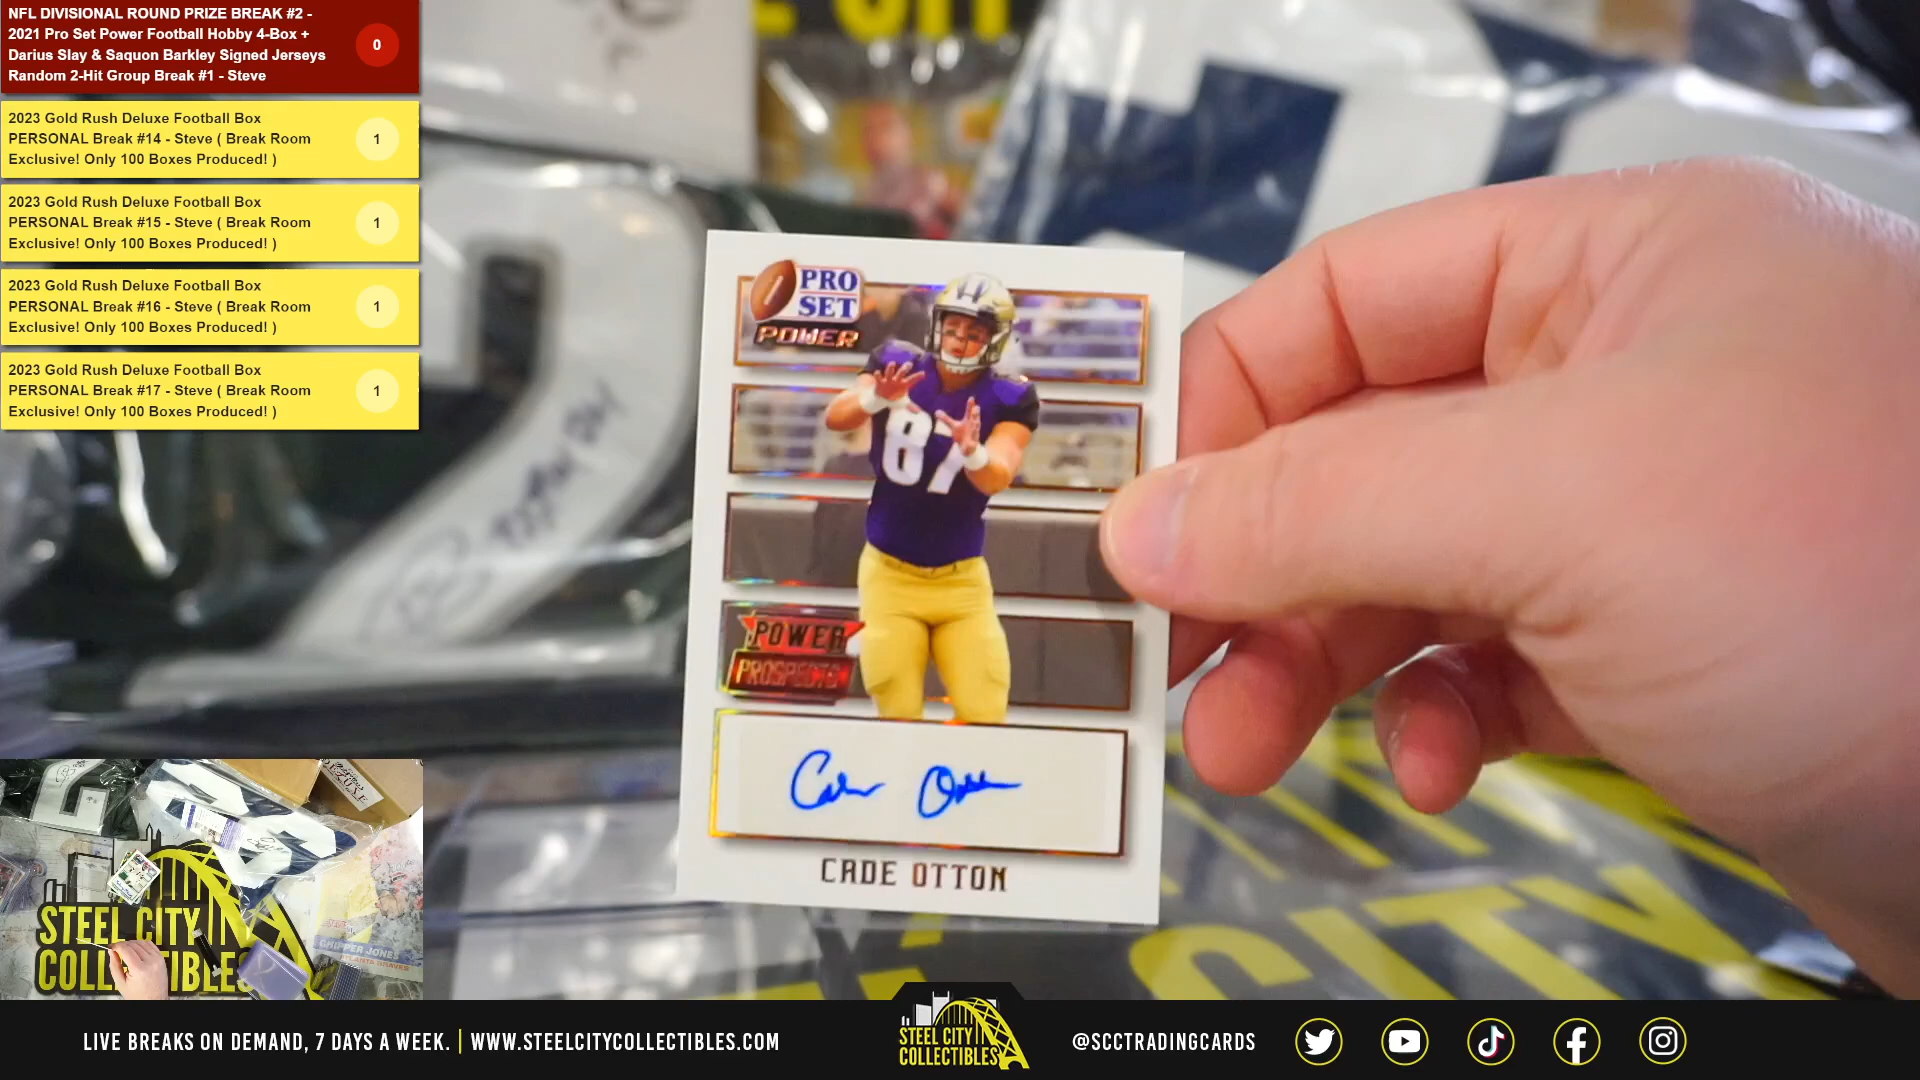 NFL DIVISIONAL ROUND PRIZE BREAK #2 -
2021 Pro Set Power Football Hobby 4-Box +
Darius Slay & Saquon Barkley Signed Jerseys
Random 2-Hit Group Break #1 - Steve
0
2023 Gold Rush Deluxe Football Box
PERSONAL Break #14 - Steve ( Break Room
Exclusive! Only 100 Boxes Produced! )
1
2023 Gold Rush Deluxe Football Box
PERSONAL Break #15 - Steve ( Break Room
Exclusive! Only 100 Boxes Produced! )
1
2023 Gold Rush Deluxe Football Box
PERSONAL Break #16 - Steve ( Break Room
Exclusive! Only 100 Boxes Produced! )
1
2023 Gold Rush Deluxe Football Box
PERSONAL Break #17 - Steve ( Break Room
Exclusive! Only 100 Boxes Produced! )
1
PRO
SET
POWER
87
POWER
PROSPECTS
CADE OTTON
CITY
STEEL CITY
COLLECTIBLES
CHIPPER JONES
ATLANTA BRAVES
LIVE BREAKS ON DEMAND, 7 DAYS A WEEK. | WWW.STEELCITYCOLLECTIBLES.COM
STEEL CITY
COLLECTIBLES
@SCCTRADINGCARDS